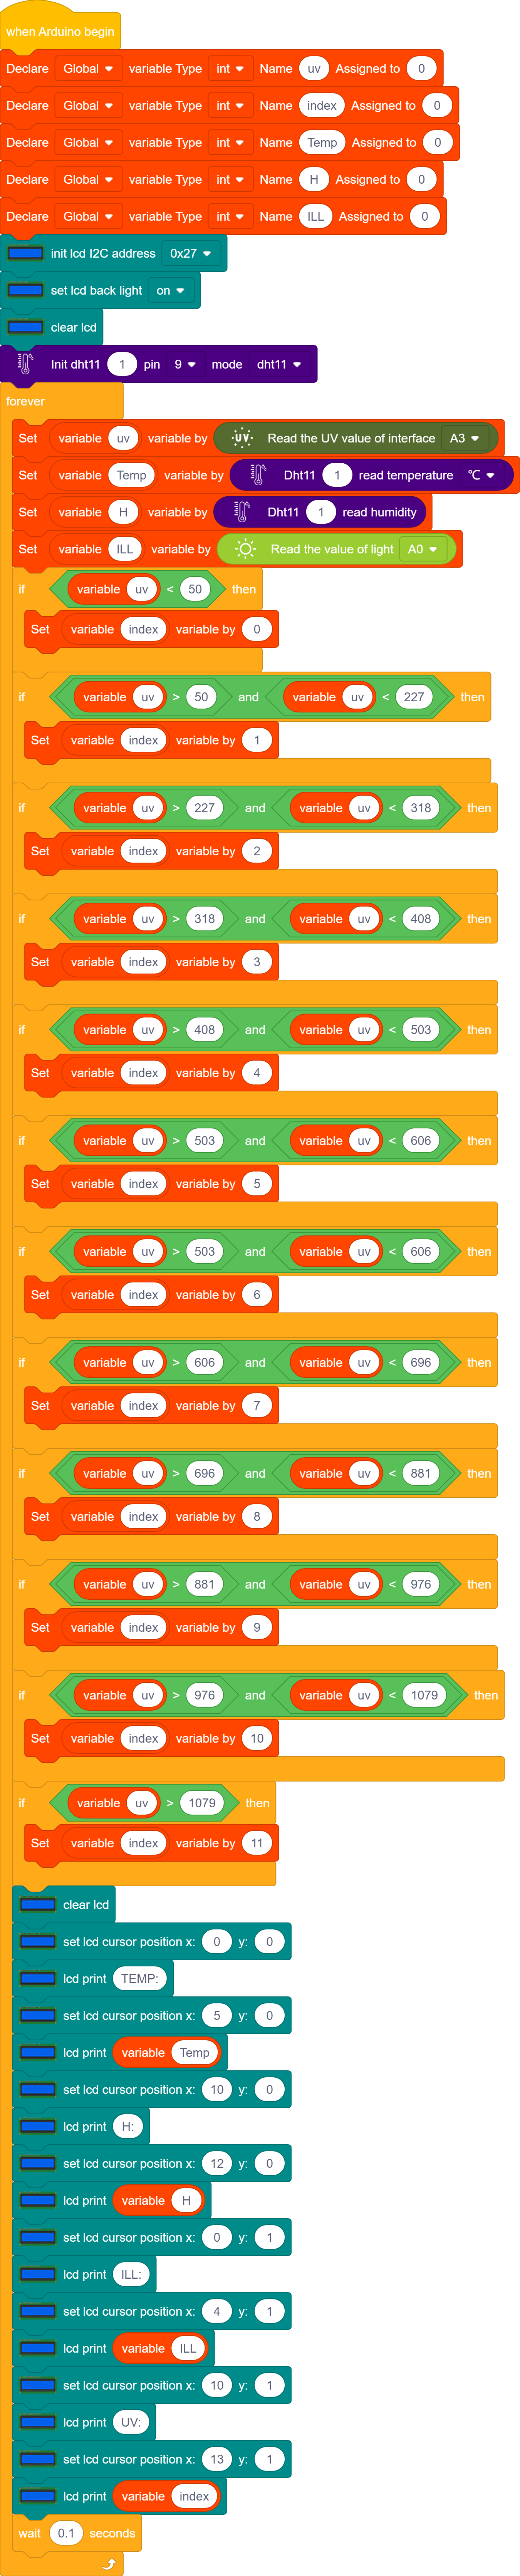 when Arduino begin
Declare Global variable Type int Name uv Assigned to 0
Declare Global variable Type int Name index Assigned to 0
Declare Global variable Type int Name Temp Assigned to 0
Declare Global variable Type int Name H Assigned to 0
Declare Global variable Type int Name ILL Assigned to 0
init lcd I2C address 0x27
set lcd back light on
clear lcd
Init dht11 1 pin 9 mode dht11
forever
Set variable uv variable by UV Read the UV value of interface A3
Set variable Temp variable by Dht11 1 read temperature ℃
Set variable H variable by Dht11 1 read humidity
Set variable ILL variable by Read the value of light A0
if variable uv < 50 then
Set variable index variable by 0
if variable uv > 50 and variable uv < 227 then
Set variable index variable by 1
if variable uv > 227 and variable uv < 318 then
Set variable index variable by 2
if variable uv > 318 and variable uv < 408 then
Set variable index variable by 3
if variable uv > 408 and variable uv < 503 then
Set variable index variable by 4
if variable uv > 503 and variable uv < 606 then
Set variable index variable by 5
if variable uv > 503 and variable uv < 606 then
Set variable index variable by 6
if variable uv > 606 and variable uv < 696 then
Set variable index variable by 7
if variable uv > 696 and variable uv < 881 then
Set variable index variable by 8
if variable uv > 881 and variable uv < 976 then
Set variable index variable by 9
if variable uv > 976 and variable uv < 1079 then
Set variable index variable by 10
if variable uv > 1079 then
Set variable index variable by 11
clear lcd
set lcd cursor position x: 0 y: 0
lcd print TEMP:
set lcd cursor position x: 5 y: 0
lcd print variable Temp
set lcd cursor position x: 10 y: 0
lcd print H:
set lcd cursor position x: 12 y: 0
lcd print variable H
set lcd cursor position x: 0 y: 1
lcd print ILL:
set lcd cursor position x: 4 y: 1
lcd print variable ILL
set lcd cursor position x: 10 y: 1
lcd print UV:
set lcd cursor position x: 13 y: 1
lcd print variable index
wait 0.1 seconds